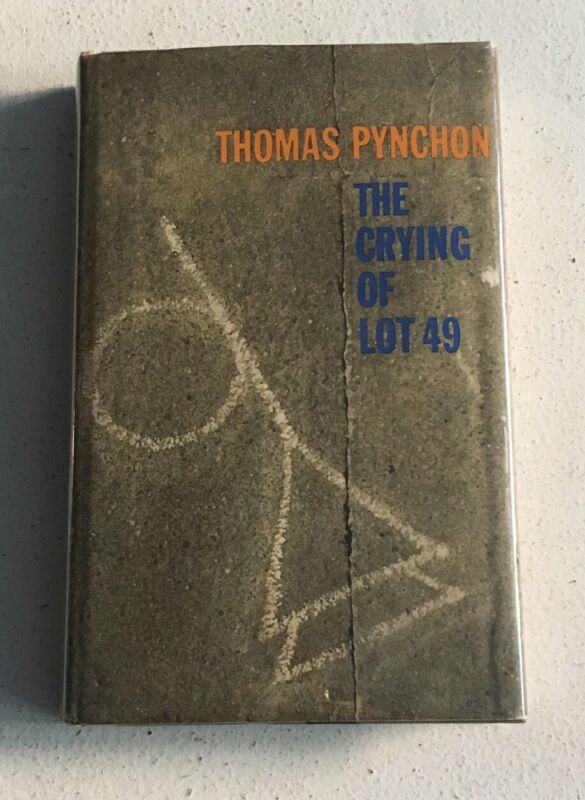 THOMAS PYNCHON
THE
CRYING
OF
LOT 49